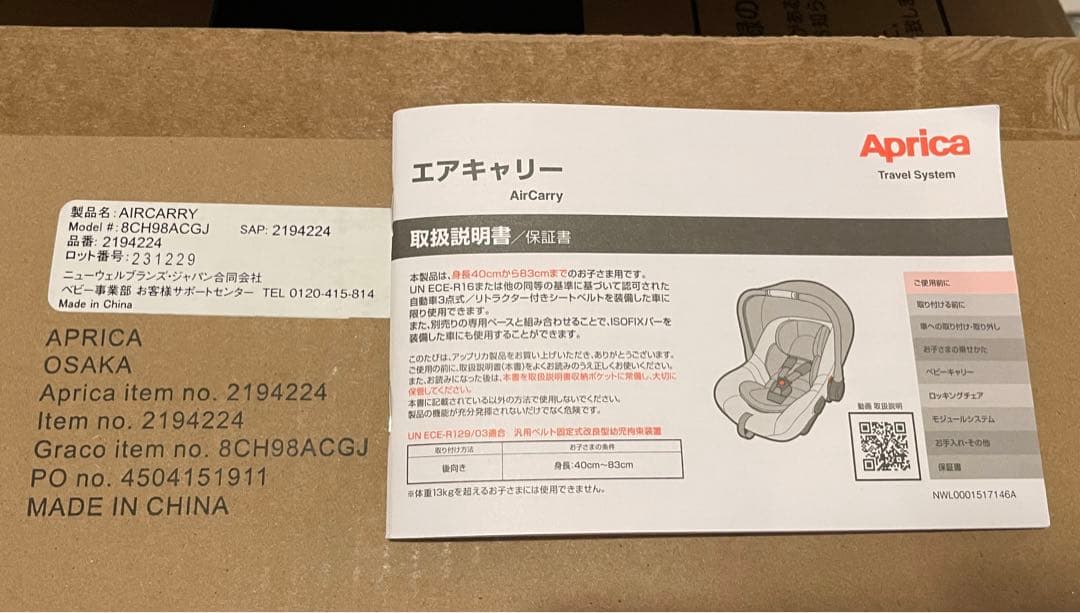 製品名:AIRCARRY
Model #:8CH98ACGJ SAP: 2194224
品番: 2194224
ロット番号:231229
ニューウェルブランズ・ジャパン合同会社
ベビー事業部 お客様サポートセンター TEL 0120-415-814
Made in China
APRICA
OSAKA
Aprica item no. 2194224
Item no. 2194224
Graco item no. 8CH98ACGJ
PO no. 4504151911
MADE IN CHINA
Aprica
Travel System
エアキャリー
AirCarry
取扱説明書/保証書
本製品は、身長40cmから83cmまでのお子さま用です。
UN ECE-R16または他の同等の基準に基づいて認可された
自動車3点式/リトラクター付きシートベルトを装備した車に
限り使用できます。
また、別売りの専用ベースと組み合わせることで、ISOFIXバーを
装備した車にも使用することができます。
このたびは、アップリカ製品をお買い上げいただき、ありがとうございます。
ご使用の前に、取扱説明書(本書)をよくお読みのうえ正しくお使いください。
また、お読みになった後は、本書を取扱説明書収納ポケットに常備し、大切に
保管してください。
本書に記載されている以外の方法で使用しないでください。
製品の機能が充分発揮されないだけでなく危険です。
UN ECE-R129/03適合 汎用ベルト固定式改良型幼児拘束装置
取り付け方法 お子さまの条件
後向き 身長:40cm〜83cm
※体重13kgを超えるお子さまには使用できません。
ご使用前に
取り付ける前に
車への取り付け・取り外し
お子さまの乗せかた
ベビーキャリー
ロッキングチェア
モジュールシステム
お手入れ・その他
保証書
動画 取扱説明
NWL0001517146A